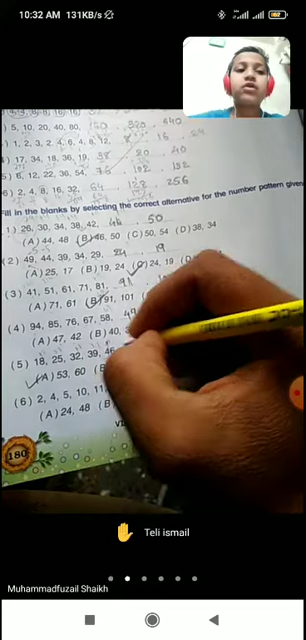 10:32 AM 131KB/s
) 5, 10, 20, 40, 80, 160 320 640
) 1, 2, 3, 2, 4, 6, 4, 8, 12, 8 16 24
) 17, 34, 18, 36, 19, 38 20 40
) 6, 12, 22, 36, 54, 76
6) 2, 4, 8, 16, 32, 64 128 256
Fill in the blanks by selecting the correct alternative for the number pattern given
1) 26, 30, 34, 38, 42, 46 50
(A) 44, 48 (B) 46, 50 (C) 50, 54 (D) 38, 34
(2) 49, 44, 39, 34, 29, 24 19
(A) 25, 17 (B) 19, 24 (C) 24, 19 (D
(3) 41, 51, 61, 71, 81, 91
(A) 71, 61 (B) 91, 101
(4) 94, 85, 76, 67, 58, 49
(A) 47, 42 (B) 40,
(5) 18, 25, 32, 39, 46
(A) 53, 60 (B
(6) 2, 4, 5, 10, 11
(A) 24, 48 (B
180
Teli ismail
Muhammadfuzail Shaikh